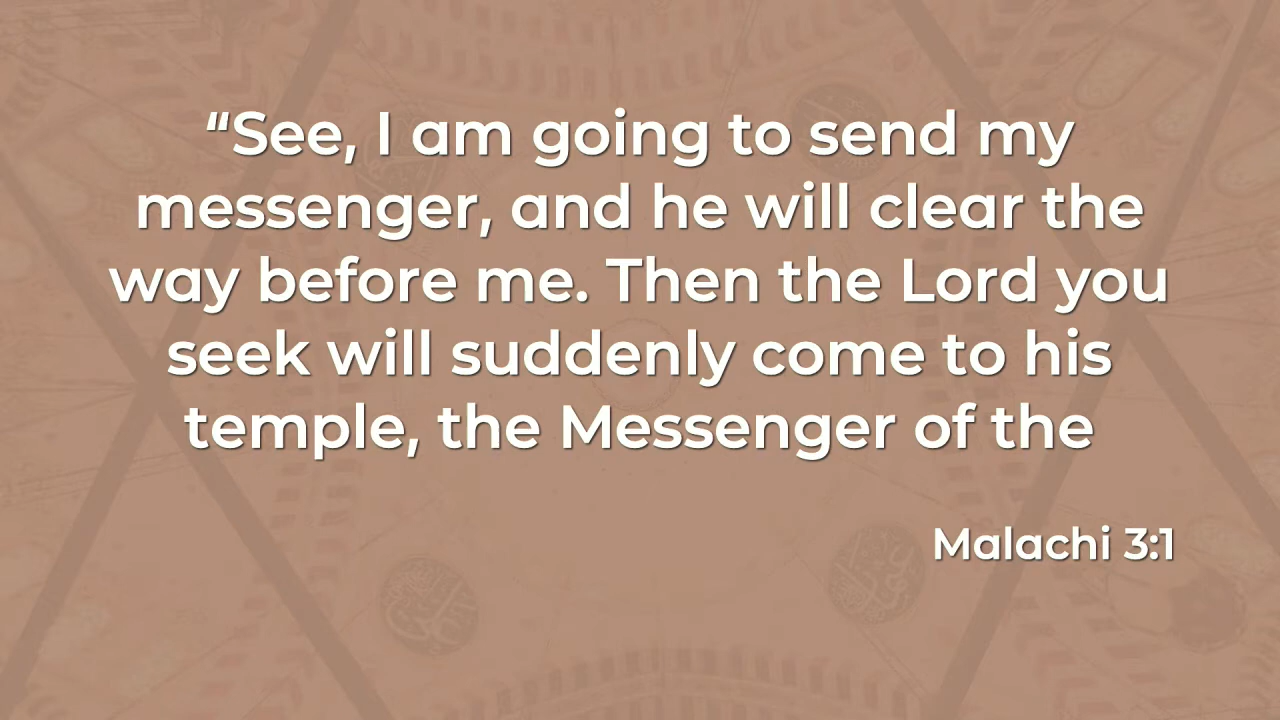 “See, I am going to send my
messenger, and he will clear the
way before me. Then the Lord you
seek will suddenly come to his
temple, the Messenger of the
Malachi 3:1